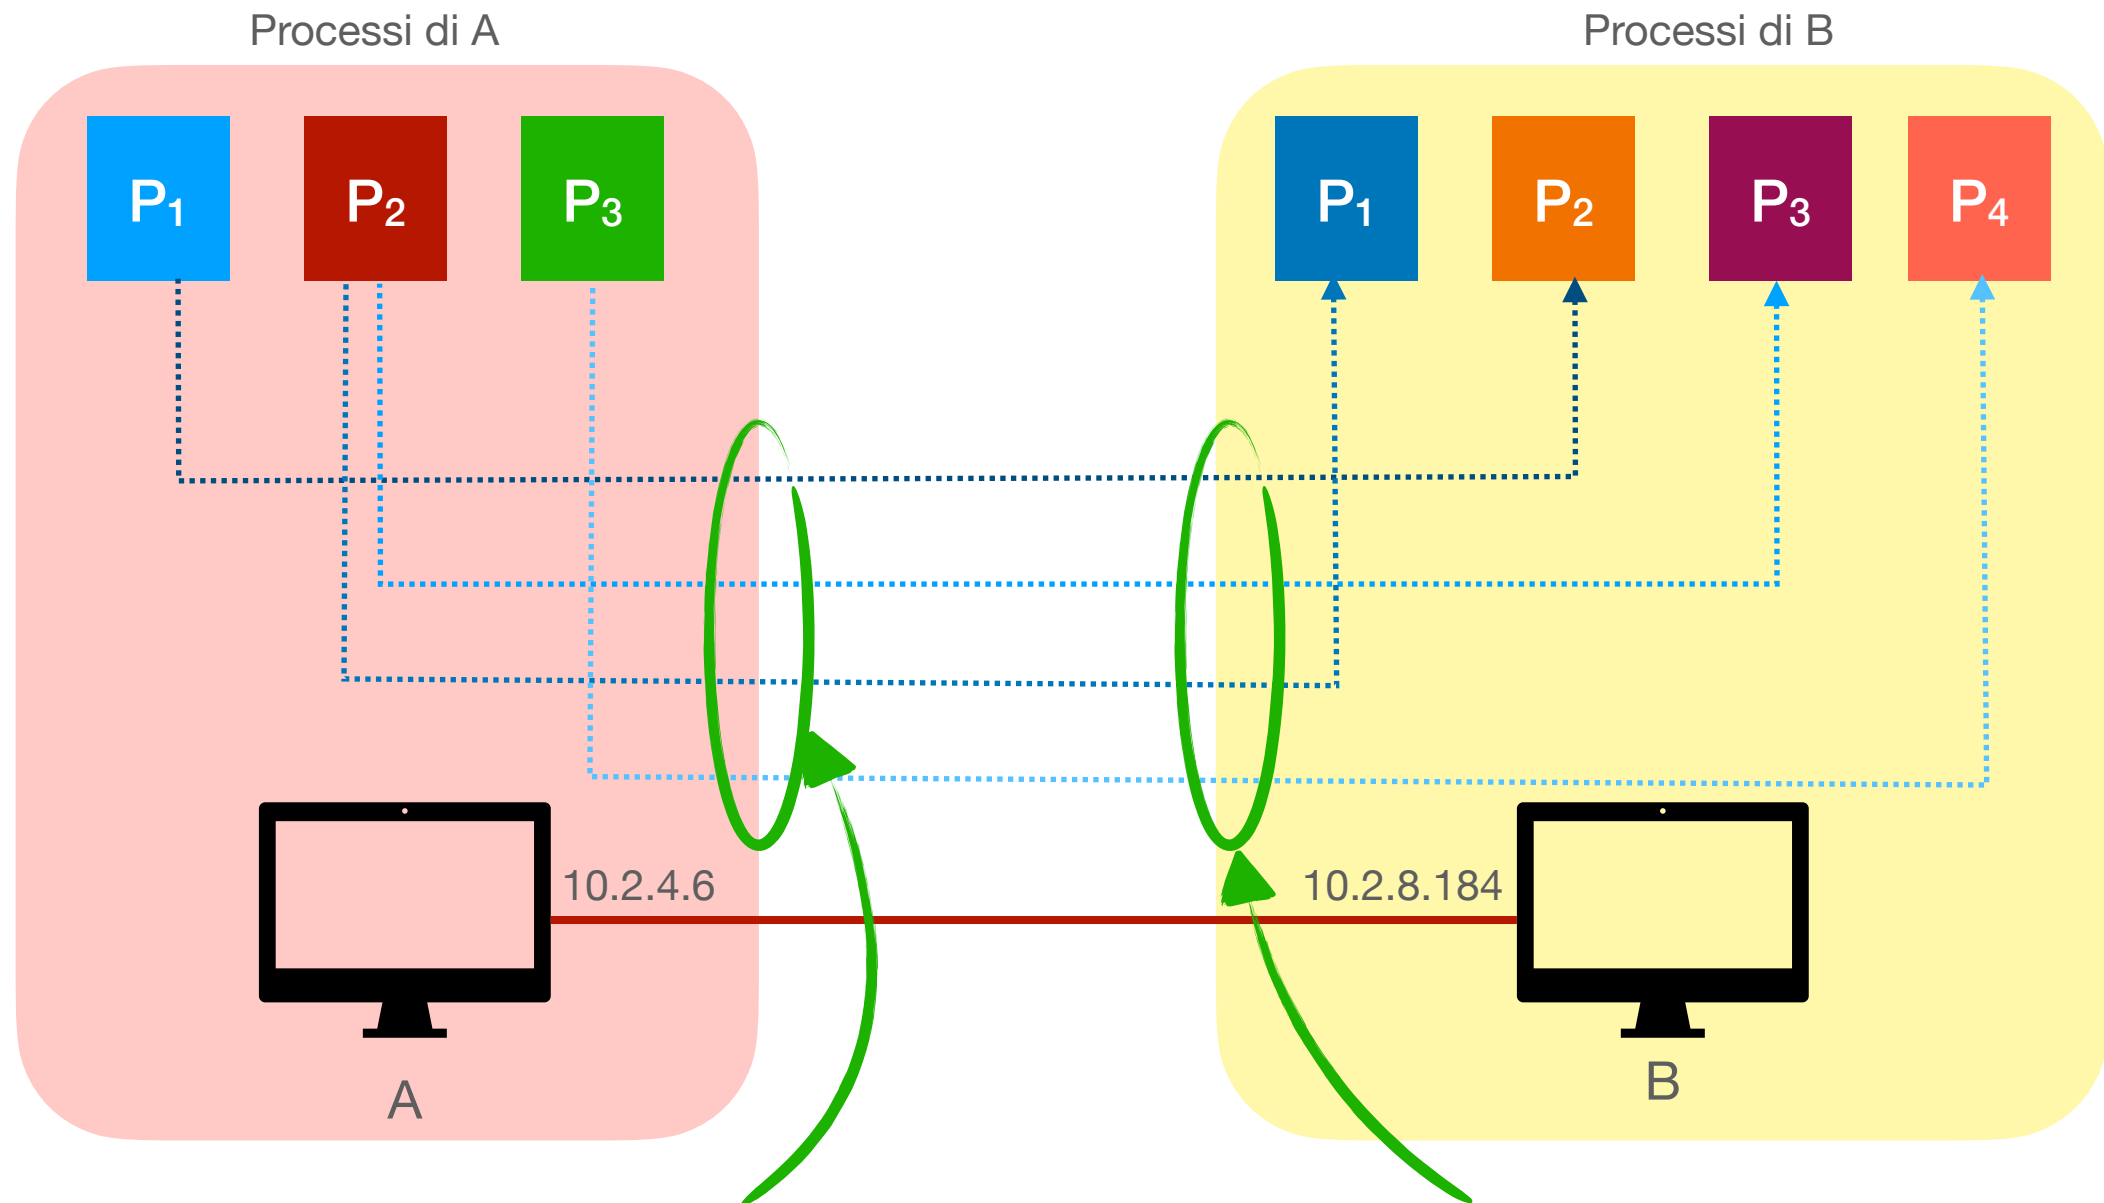 Processi di A
Processi di B
P₁ P₂ P₃
P₁ P₂ P₃ P₄
10.2.4.6
10.2.8.184
A
B